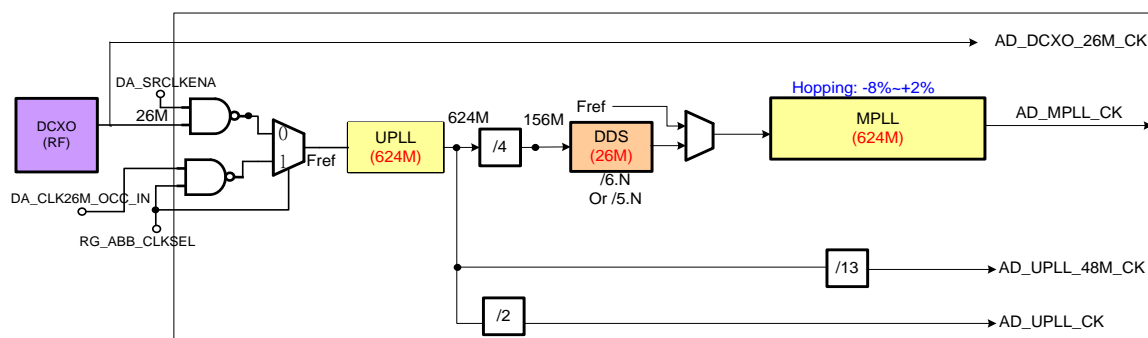 AD_DCXO_26M_CK
DA_SRCLKENA
Hopping: -8%~+2%
DCXO
(RF)
26M
0
1
Fref
UPLL
(624M)
624M
/4
156M
DDS
(26M)
/6.N
Or /5.N
Fref
MPLL
(624M)
AD_MPLL_CK
DA_CLK26M_OCC_IN
RG_ABB_CLKSEL
/13
AD_UPLL_48M_CK
/2
AD_UPLL_CK